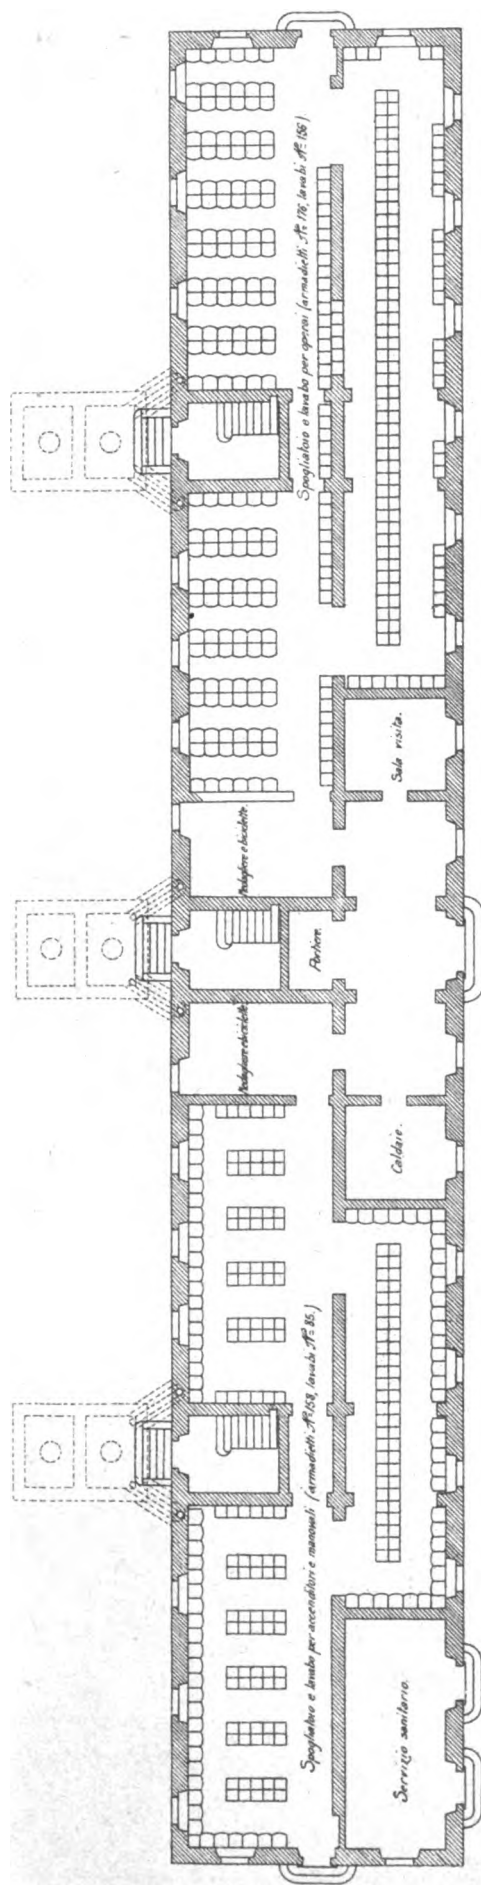 Spogliatoio e lavabo per operai (armadietti N° 176, lavabi N° 156)
Sala visita.
Portiere.
Caldaie.
Spogliatoio e lavabo per accenditori e manovali (armadietti N° 158, lavabi N° 85.)
Servizio sanitario.